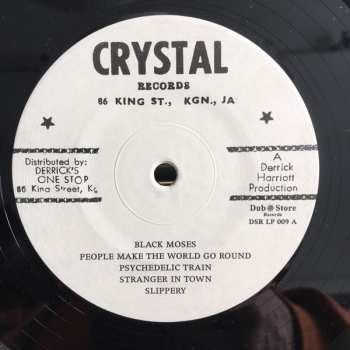 CRYSTAL
RECORDS
86 KING ST., KGN., JA
Distributed by:
DERRICK'S
ONE STOP
86 King Street, Kg
A
Derrick
Harriott
Production
Dub Store
Records
DSR LP 009 A
BLACK MOSES
PEOPLE MAKE THE WORLD GO ROUND
PSYCHEDELIC TRAIN
STRANGER IN TOWN
SLIPPERY